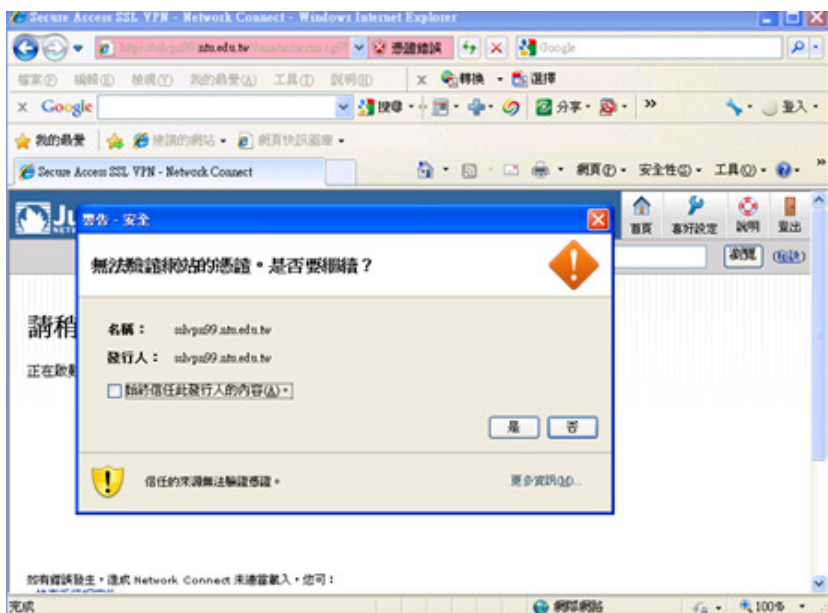 Secure Access SSL VPN - Network Connect - Windows Internet Explorer
ntu.edu.tw 憑證錯誤 Google
檔案(F) 編輯(E) 檢視(V) 我的最愛(A) 工具(T) 說明(H) x 轉換 選擇
x Google 搜尋 分享 » 登入
我的最愛 建議的網站 網頁快訊圖庫
Secure Access SSL VPN - Network Connect 網頁(P) 安全性(S) 工具(O) »
首頁 喜好設定 說明 登出
瀏覽 (秘訣)
警告 - 安全
無法驗證網站的憑證。是否要繼續?
請稍
正在啟動
名稱: sslvpn99.ntu.edu.tw
發行人: sslvpn99.ntu.edu.tw
始終信任此發行人的內容(A)。
是 否
信任的來源無法驗證憑證。 更多資訊(M)...
如有錯誤發生,造成 Network Connect 未適當載入,您可:
完成 網際網路 100%